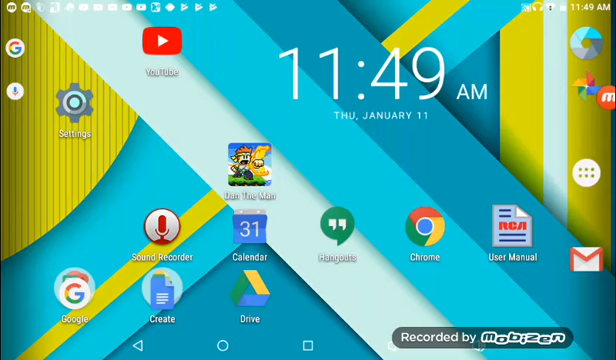 11:49 AM
YouTube
11:49 AM
THU, JANUARY 11
Settings
Dan The Man
31
RCA
Sound Recorder
Calendar
Hangouts
Chrome
User Manual
Google
Create
Drive
Recorded by MOBIZEN